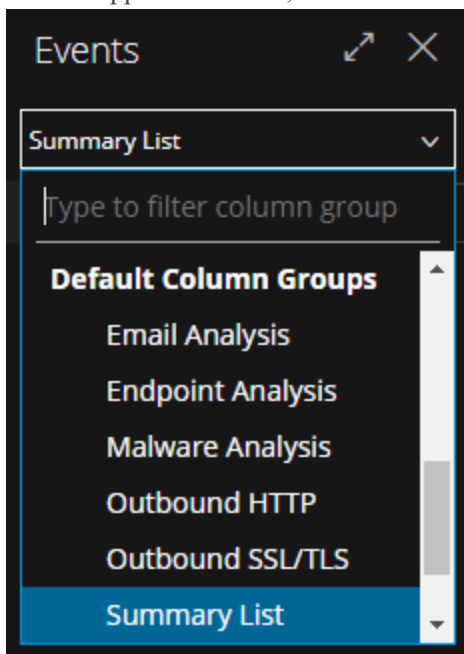 Events
Summary List
Type to filter column group
Default Column Groups
Email Analysis
Endpoint Analysis
Malware Analysis
Outbound HTTP
Outbound SSL/TLS
Summary List